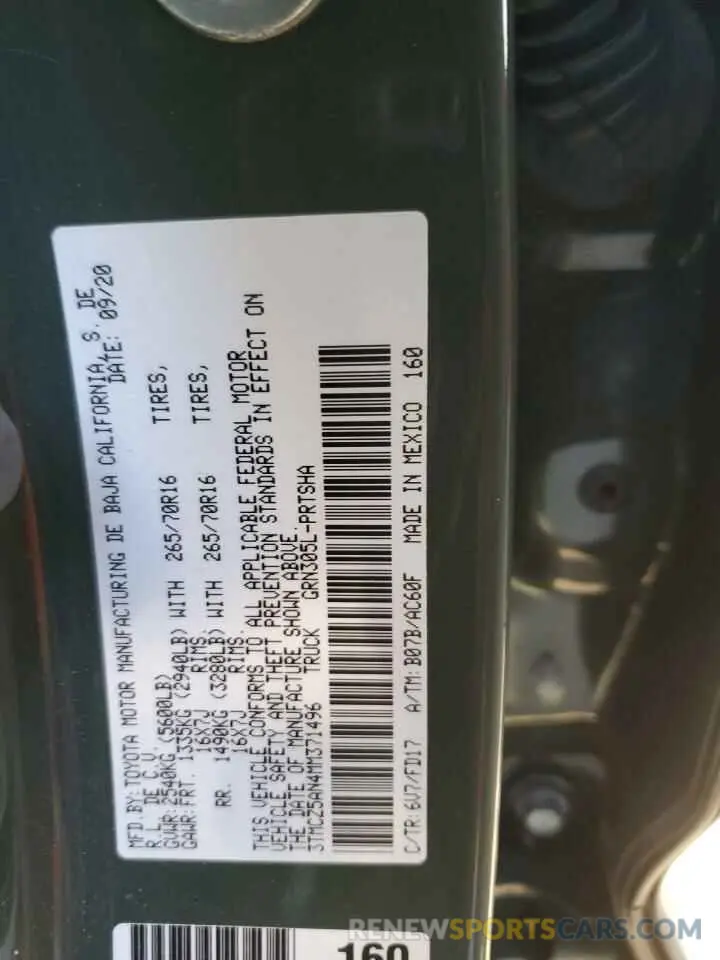 MFD.BY:TOYOTA MOTOR MANUFACTURING DE BAJA CALIFORNIA, S. DE
R.L. DE C.V. DATE: 09/20
GVWR:2540KG (5600LB)
GAWR:FRT. 1335KG (2940LB) WITH 265/70R16 TIRES,
16X7J RIMS,
RR. 1490KG (3280LB) WITH 265/70R16 TIRES,
16X7J RIMS.
THIS VEHICLE CONFORMS TO ALL APPLICABLE FEDERAL MOTOR
VEHICLE SAFETY AND THEFT PREVENTION STANDARDS IN EFFECT ON
THE DATE OF MANUFACTURE SHOWN ABOVE.
3TMCZ5AN4MM371496 TRUCK GRN305L-PRTSHA
C/TR:6V7/FD17 A/TM:B07B/AC60F MADE IN MEXICO 160
160
RENEWSPORTSCARS.COM